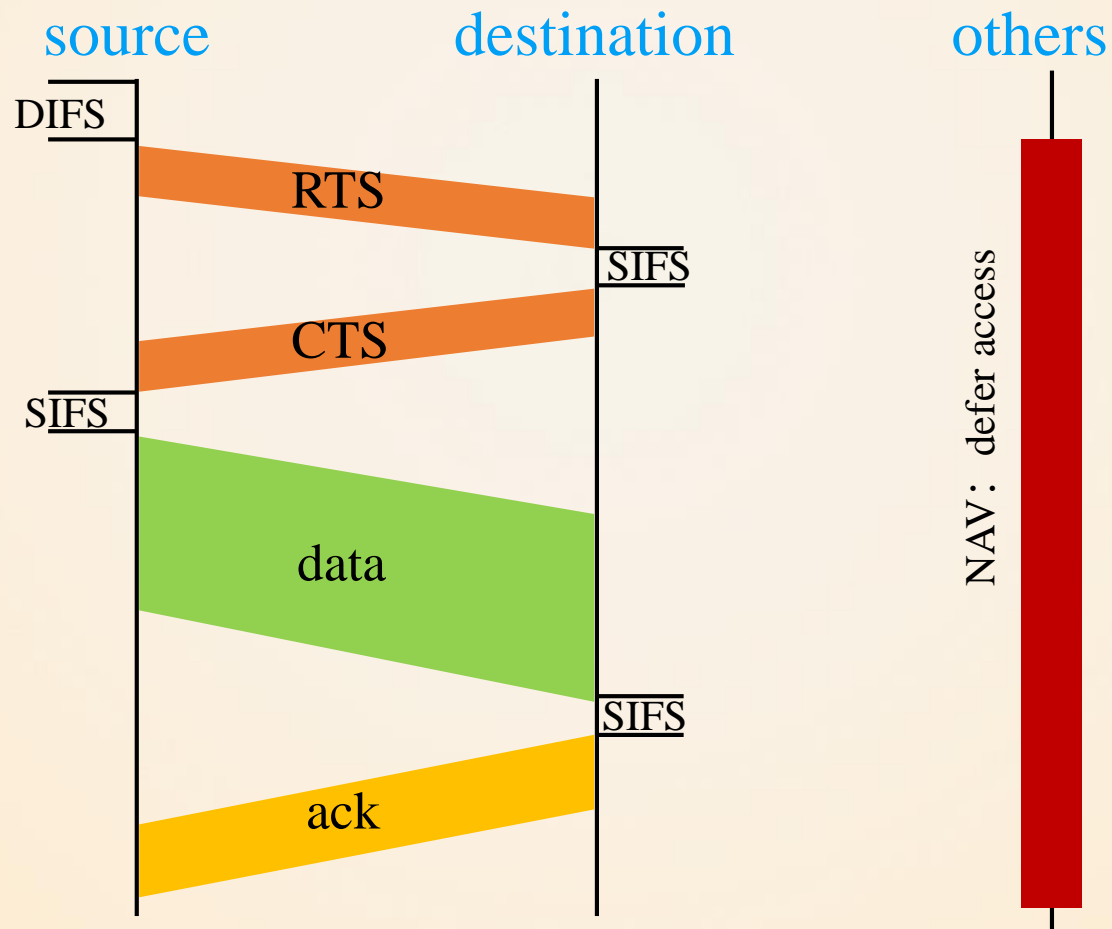 source
destination
others
DIFS
RTS
SIFS
CTS
SIFS
NAV: defer access
data
SIFS
ack